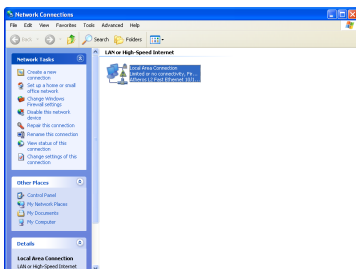 Network Connections
File Edit View Favorites Tools Advanced Help
Back Search Folders
Network Tasks
Create a new
connection
Set up a home or small
office network
Change Windows
Firewall settings
Disable this network
device
Repair this connection
Rename this connection
View status of this
connection
Change settings of this
connection
Other Places
Control Panel
My Network Places
My Documents
My Computer
Details
Local Area Connection
LAN or High-Speed Internet
LAN or High-Speed Internet
Local Area Connection
Limited or no connectivity, Fir...
Atheros L2 Fast Ethernet 10/1...